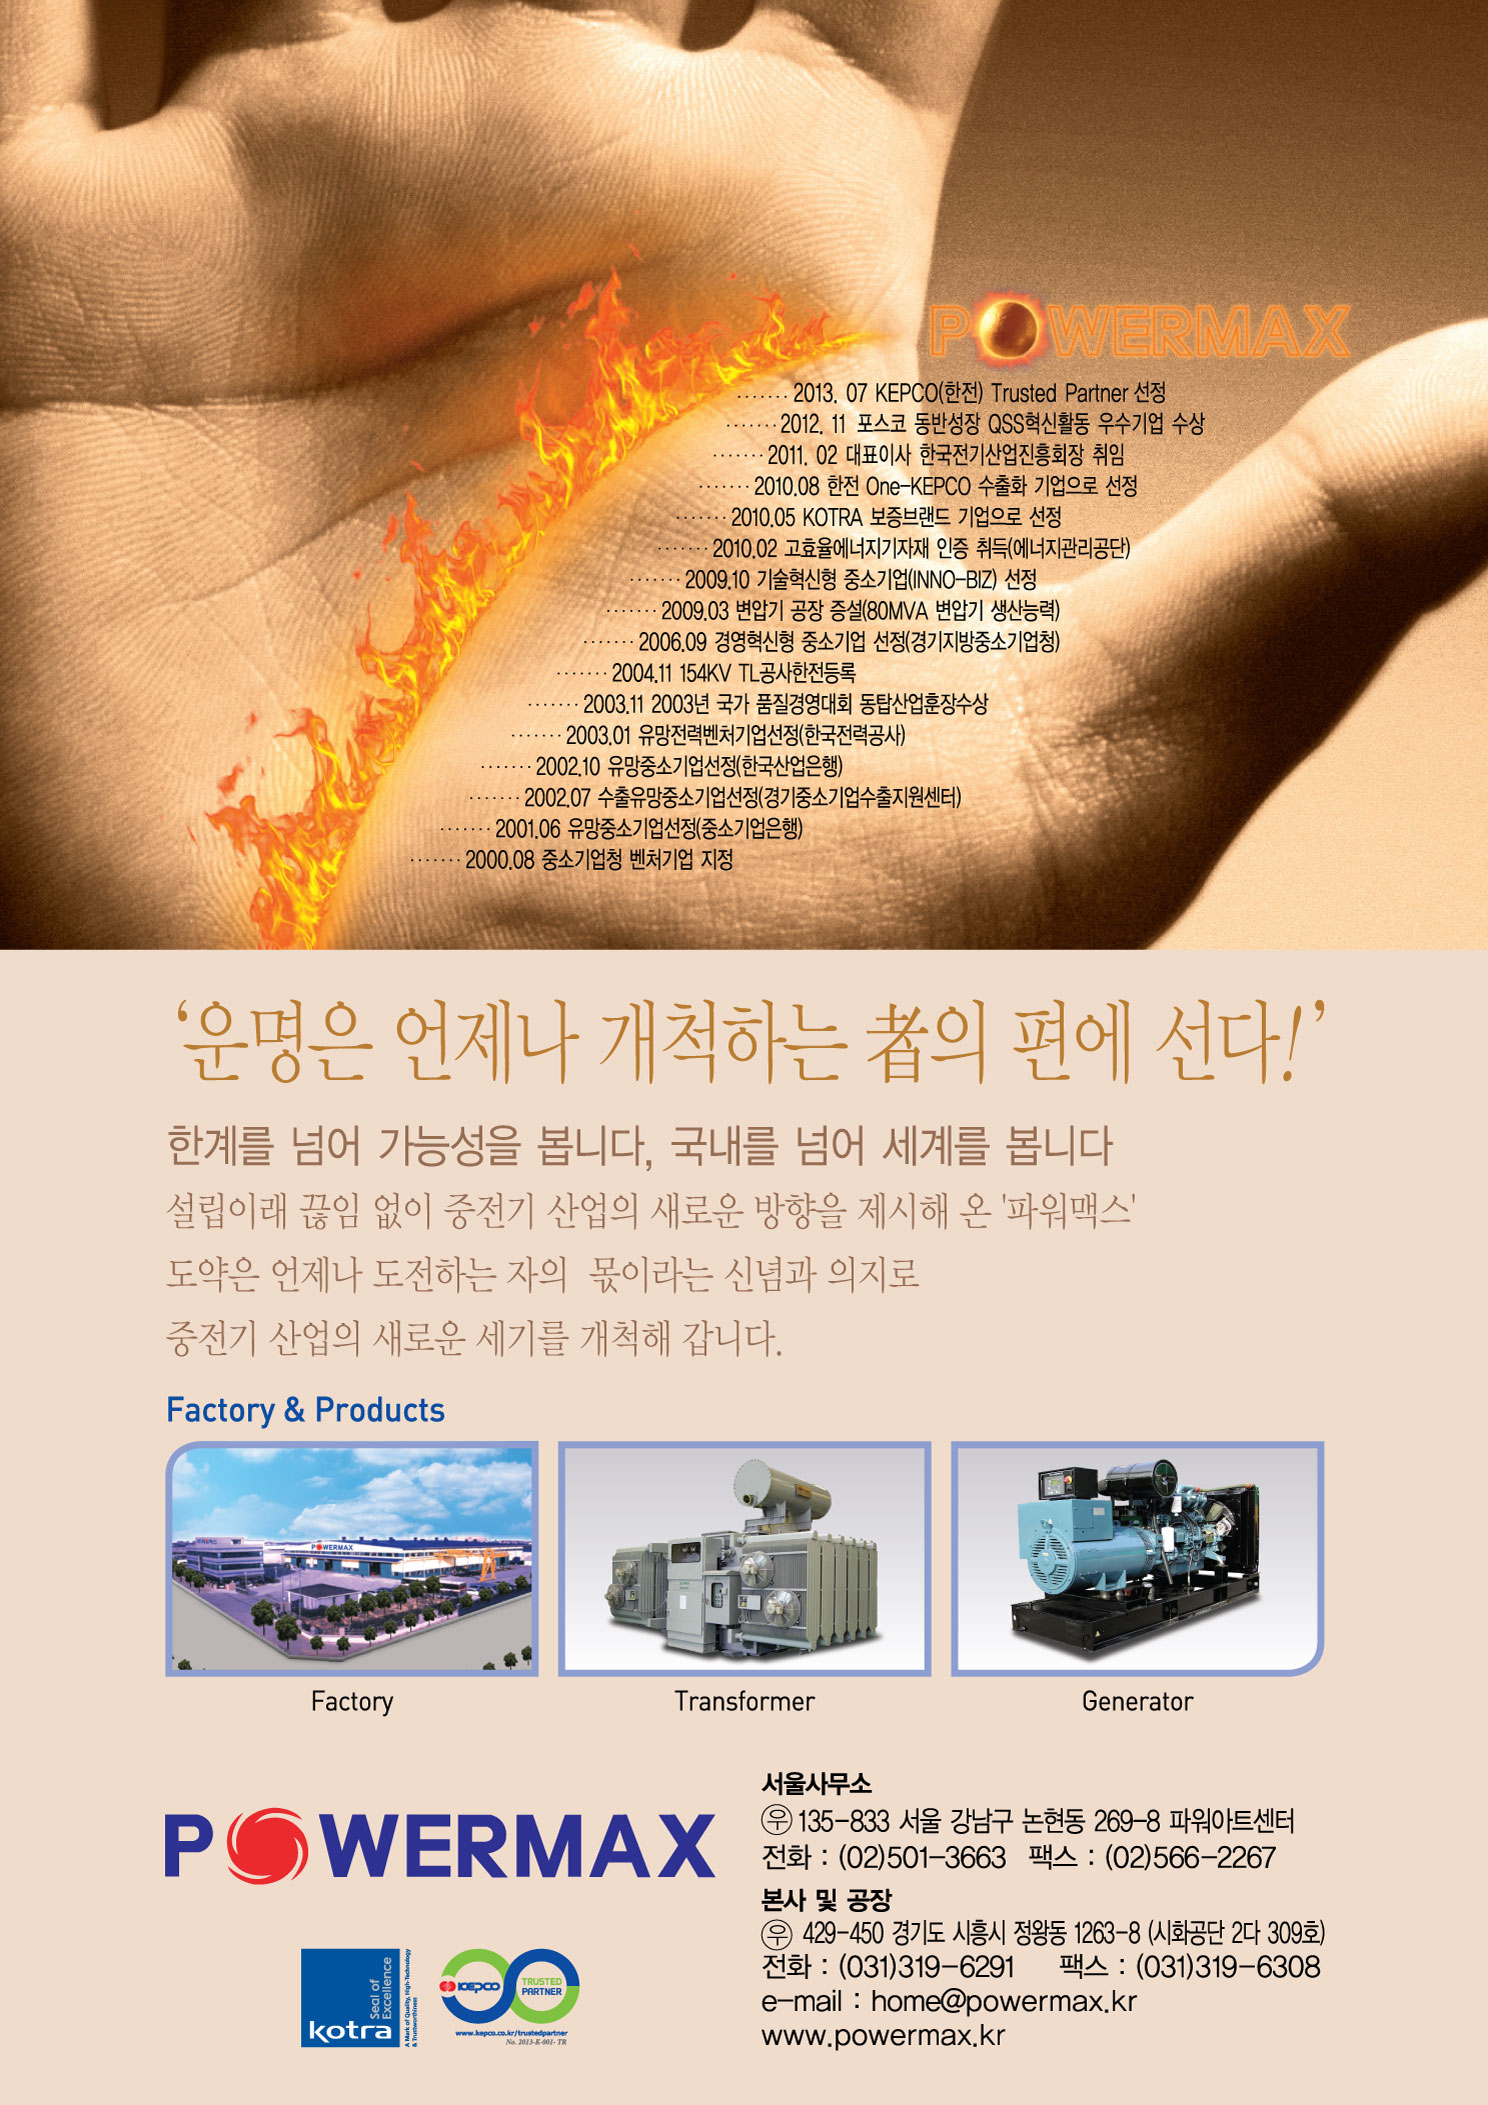 POWERMAX
·······2013. 07 KEPCO(한전) Trusted Partner 선정
·······2012. 11 포스코 동반성장 QSS혁신활동 우수기업 수상
·······2011. 02 대표이사 한국전기산업진흥회장 취임
·······2010.08 한전 One-KEPCO 수출화 기업으로 선정
·······2010.05 KOTRA 보증브랜드 기업으로 선정
·······2010.02 고효율에너지기자재 인증 취득(에너지관리공단)
·······2009.10 기술혁신형 중소기업(INNO-BIZ) 선정
·······2009.03 변압기 공장 증설(80MVA 변압기 생산능력)
·······2006.09 경영혁신형 중소기업 선정(경기지방중소기업청)
·······2004.11 154KV TL공사한전등록
·······2003.11 2003년 국가 품질경영대회 동탑산업훈장수상
·······2003.01 유망전력벤처기업선정(한국전력공사)
·······2002.10 유망중소기업선정(한국산업은행)
·······2002.07 수출유망중소기업선정(경기중소기업수출지원센터)
·······2001.06 유망중소기업선정(중소기업은행)
·······2000.08 중소기업청 벤처기업 지정
‘운명은 언제나 개척하는 者의 편에 선다!’
한계를 넘어 가능성을 봅니다, 국내를 넘어 세계를 봅니다
설립이래 끊임 없이 중전기 산업의 새로운 방향을 제시해 온 '파워맥스'
도약은 언제나 도전하는 자의 몫이라는 신념과 의지로
중전기 산업의 새로운 세기를 개척해 갑니다.
Factory & Products
POWERMAX
Factory
Transformer
Generator
POWERMAX
서울사무소
㉾135-833 서울 강남구 논현동 269-8 파워아트센터
전화 : (02)501-3663 팩스 : (02)566-2267
본사 및 공장
㉾ 429-450 경기도 시흥시 정왕동 1263-8 (시화공단 2다 309호)
전화 : (031)319-6291 팩스 : (031)319-6308
e-mail : home@powermax.kr
www.powermax.kr
kotra
Seal of
Excellence
A Mark of Quality, High-Technology
& Trustworthiness
KEPCO
TRUSTED
PARTNER
www.kepco.co.kr/trustedpartner
No. 2013-K-001- TR